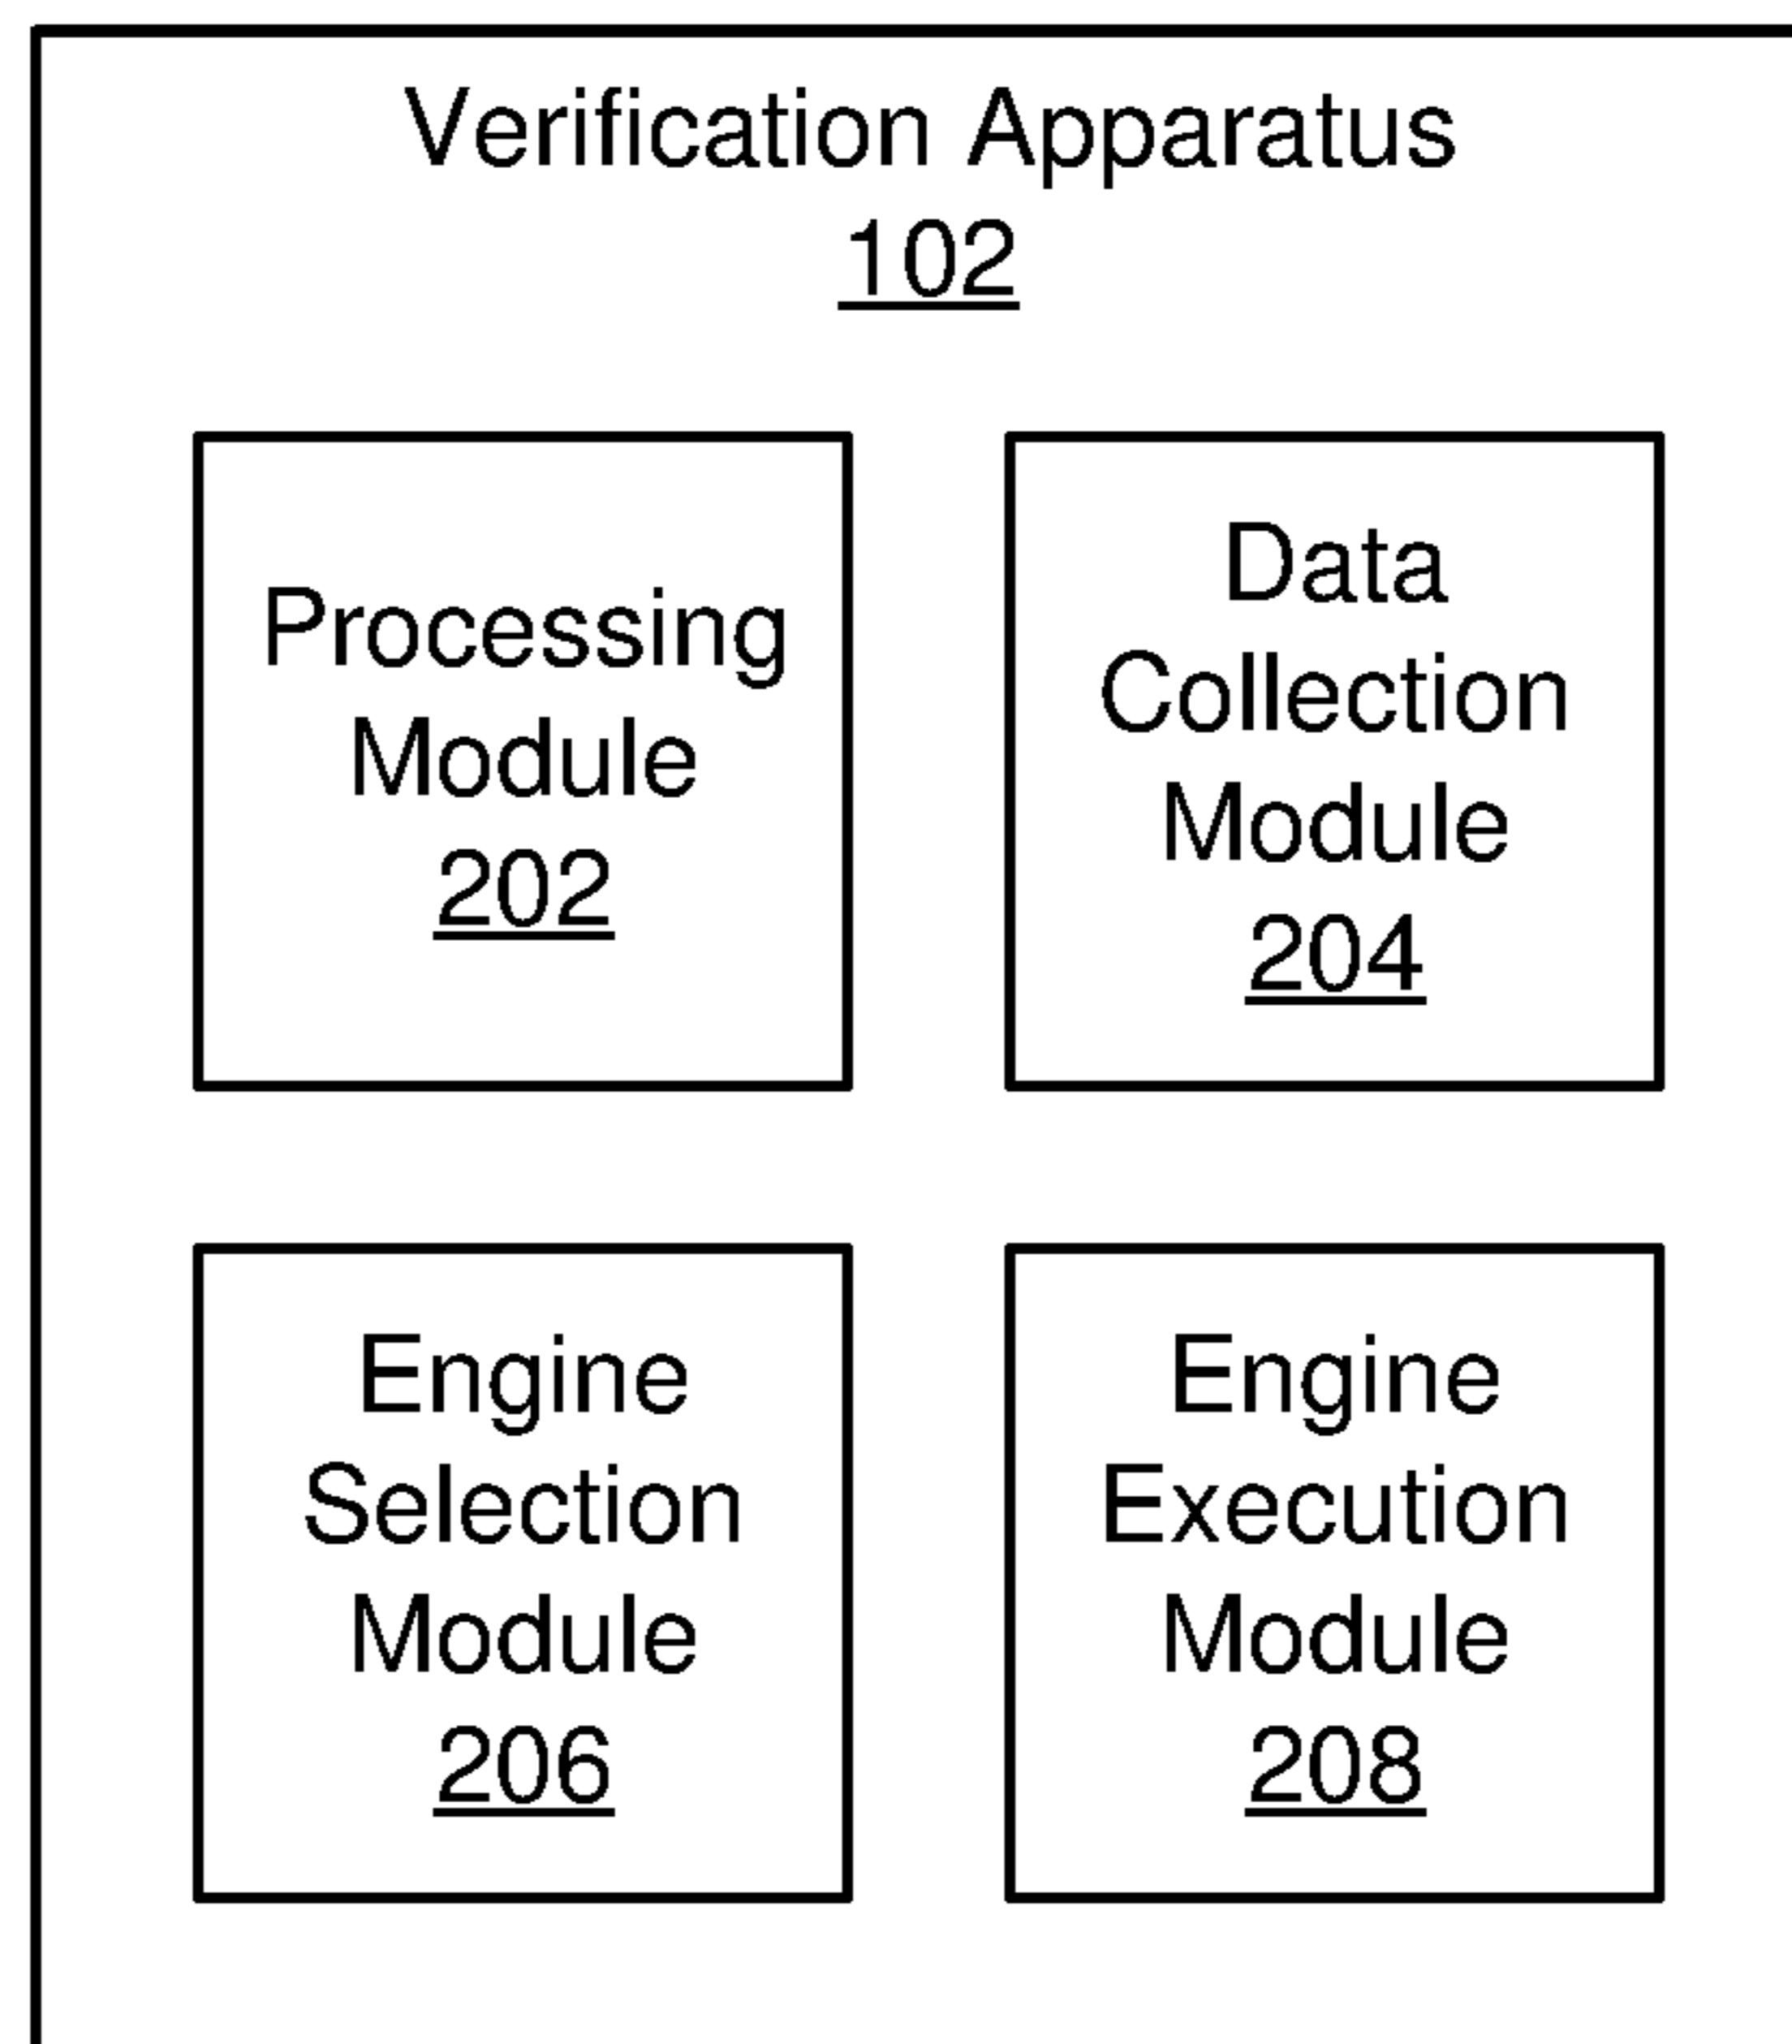 Verification Apparatus
102
Processing
Module
202
Data
Collection
Module
204
Engine
Selection
Module
206
Engine
Execution
Module
208